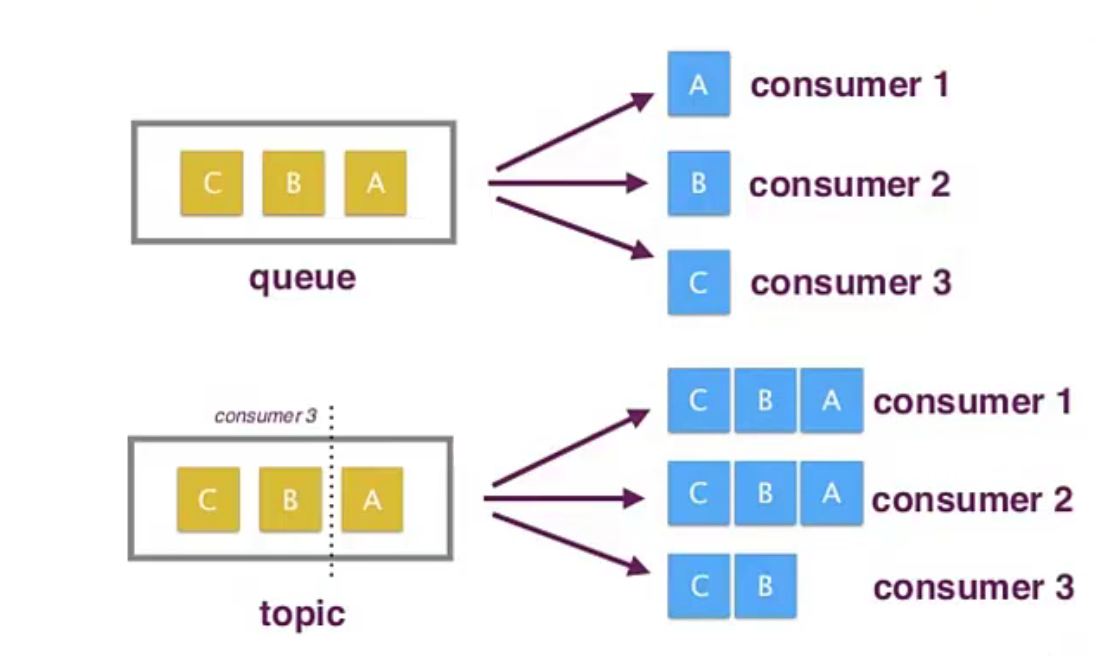 A consumer 1
C B A
B consumer 2
queue
C consumer 3
C B A consumer 1
consumer 3
C B A
C B A consumer 2
topic
C B consumer 3